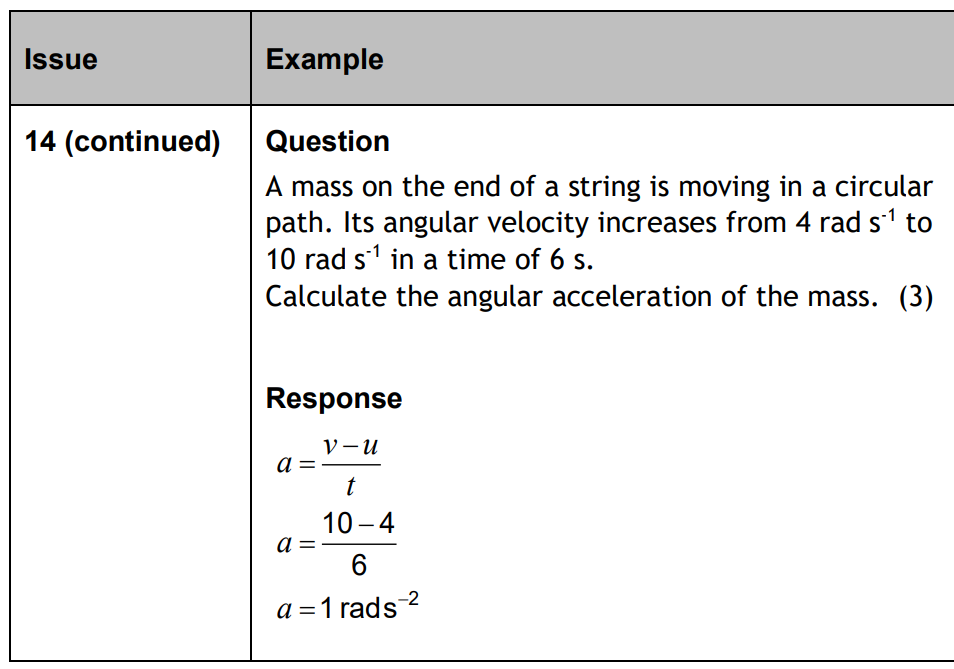 Issue Example
14 (continued) Question
A mass on the end of a string is moving in a circular
path. Its angular velocity increases from 4 rad s⁻¹ to
10 rad s⁻¹ in a time of 6 s.
Calculate the angular acceleration of the mass. (3)
Response
a = (v − u)/t
a = (10 − 4)/6
a = 1 rad s⁻²